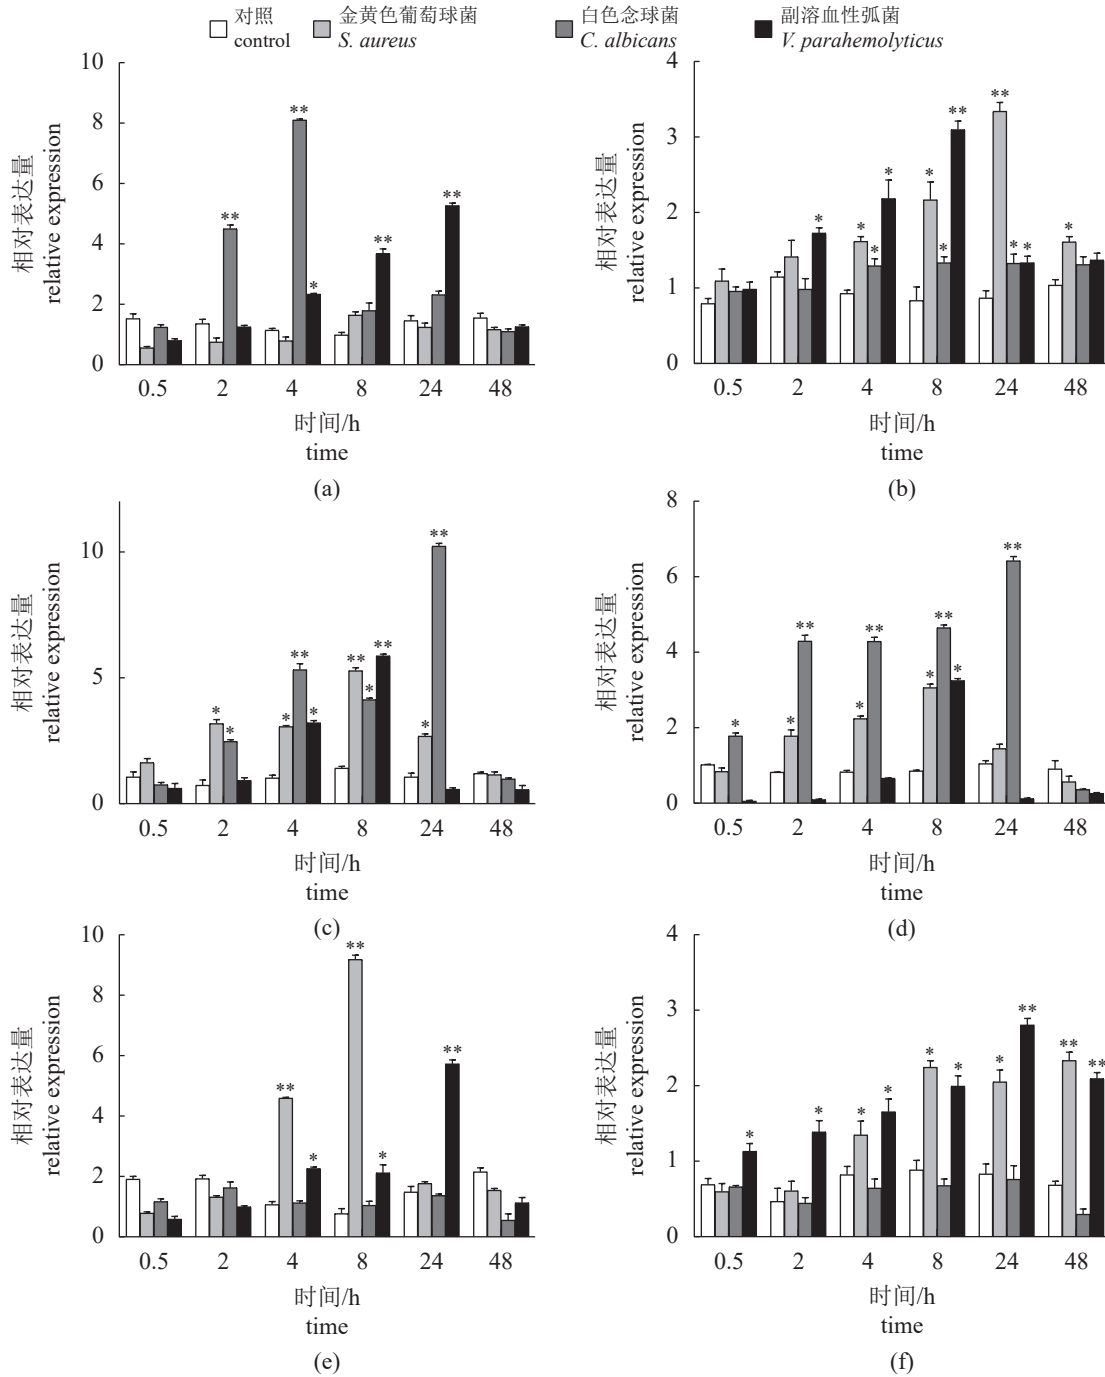 对照
control
金黄色葡萄球菌
S. aureus
白色念球菌
C. albicans
副溶血性弧菌
V. parahemolyticus
相对表达量
relative expression
10
8
6
4
2
0
**
**
*
**
**
0.5 2 4 8 24 48
时间/h
time
(a)
相对表达量
relative expression
4
3
2
1
0
*
*
*
*
*
*
**
**
*
*
*
0.5 2 4 8 24 48
时间/h
time
(b)
相对表达量
relative expression
10
5
0
*
*
*
**
*
**
*
**
*
**
0.5 2 4 8 24 48
时间/h
time
(c)
相对表达量
relative expression
8
6
4
2
0
*
*
**
*
**
*
**
*
**
0.5 2 4 8 24 48
时间/h
time
(d)
相对表达量
relative expression
10
8
6
4
2
0
**
*
**
*
**
0.5 2 4 8 24 48
时间/h
time
(e)
相对表达量
relative expression
4
3
2
1
0
*
*
*
*
*
*
*
**
**
**
0.5 2 4 8 24 48
时间/h
time
(f)